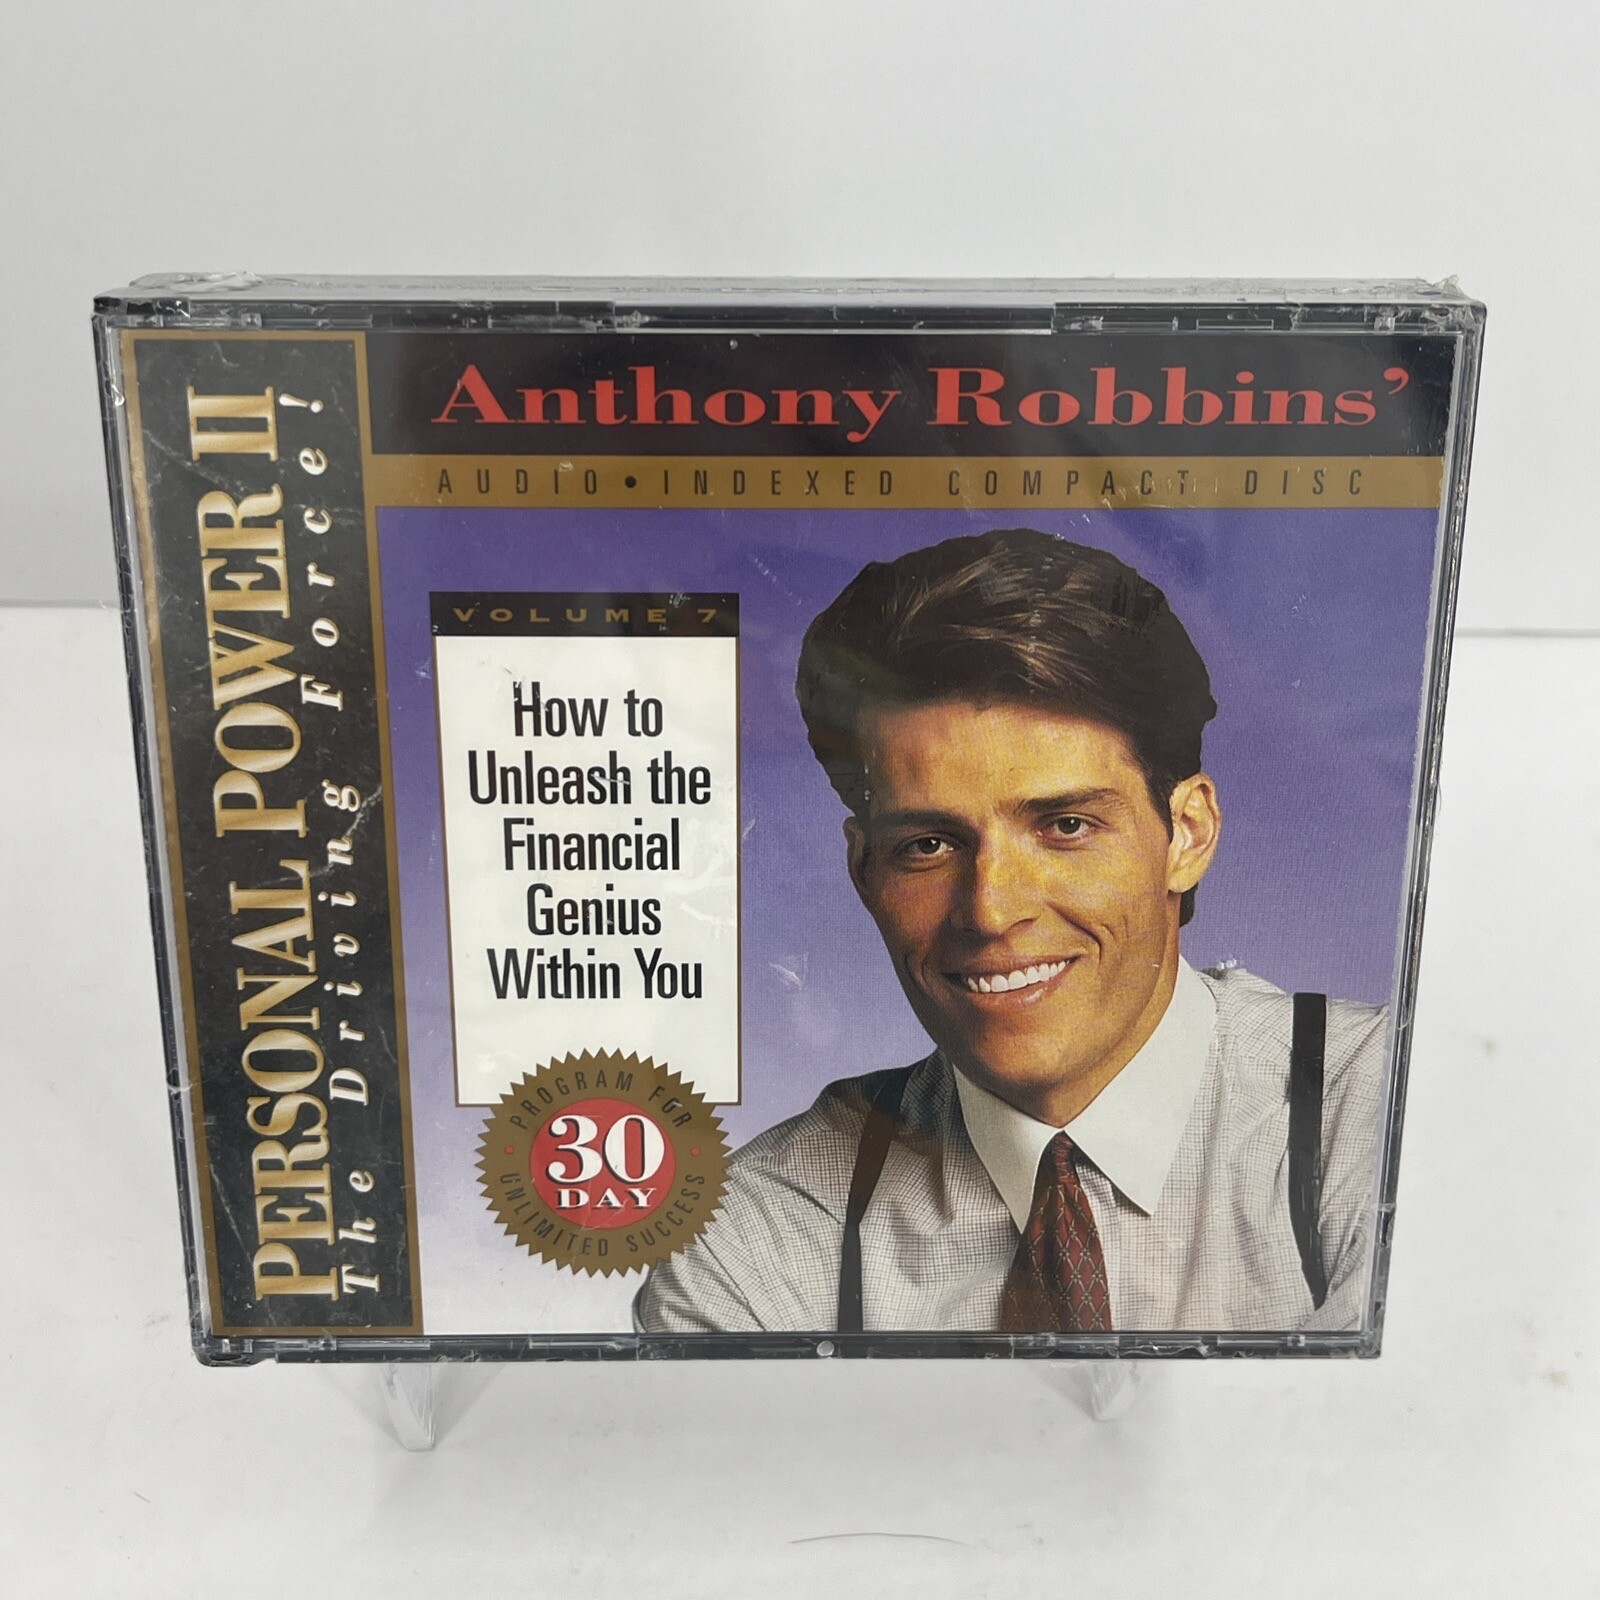 Anthony Robbins'
AUDIO • INDEXED COMPACT DISC
PERSONAL POWER II
The Driving Force!
VOLUME 7
How to
Unleash the
Financial
Genius
Within You
PROGRAM FOR
30
DAY
UNLIMITED SUCCESS